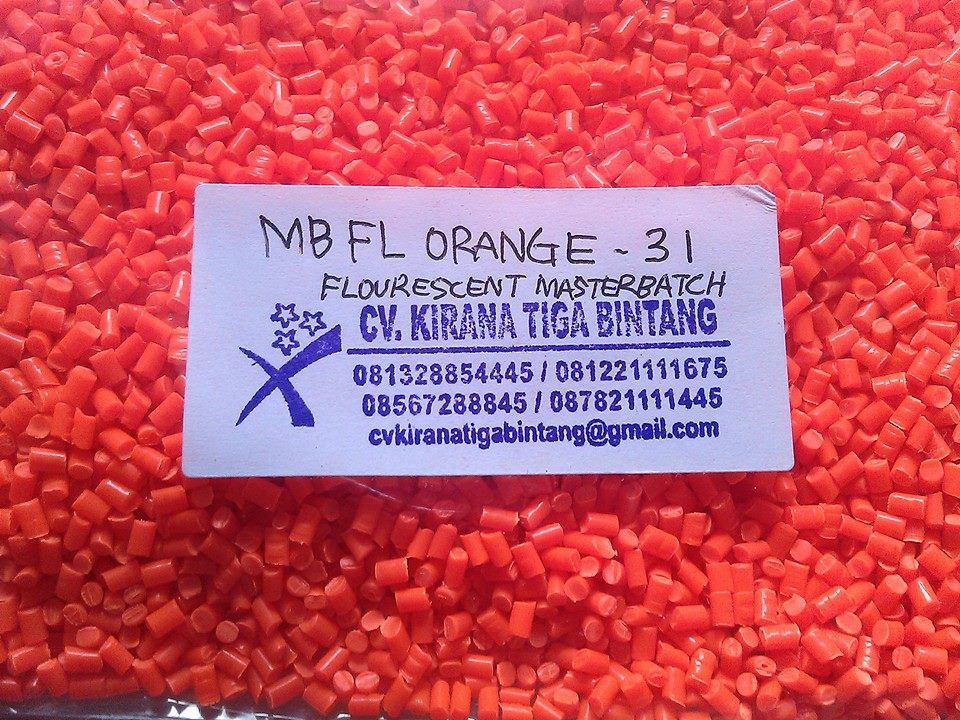 MB FL ORANGE - 31
FLOURESCENT MASTERBATCH
CV. KIRANA TIGA BINTANG
081328854445 / 081221111675
08567288845 / 087821111445
cvkiranatigabintang@gmail.com